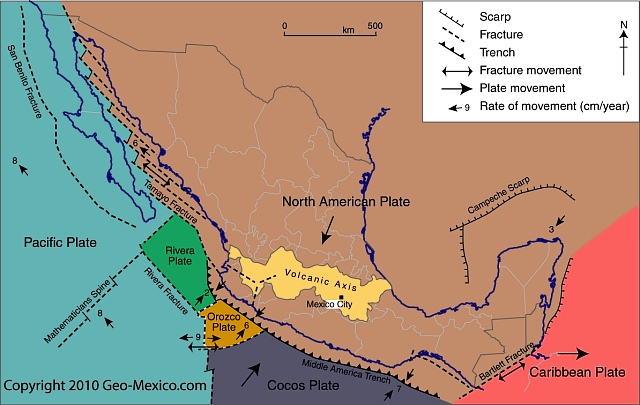 Scarp
Fracture
Trench
Fracture movement
Plate movement
9 Rate of movement (cm/year)
N
0 500
km
San Benito Fracture
8
6
Tamayo Fracture
North American Plate
Campeche Scarp
3
Pacific Plate
Rivera
Plate
Rivera Fracture
Volcanic Axis
Mexico City
Mathematicians Spine
8
2
Orozco
Plate
6
9
Middle America Trench
7
Bartlett Fracture
Caribbean Plate
Cocos Plate
Copyright 2010 Geo-Mexico.com